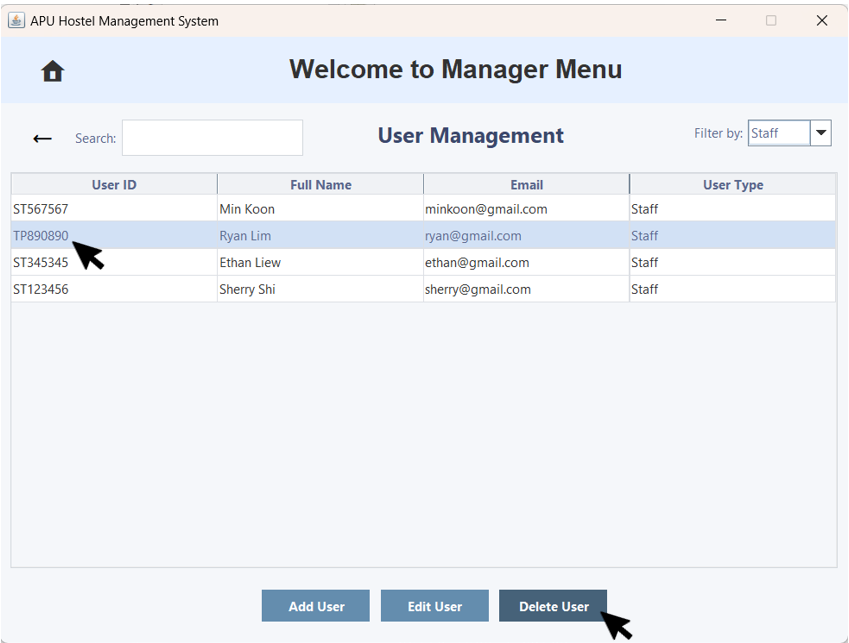 APU Hostel Management System
Welcome to Manager Menu
Search:
User Management
Filter by: Staff
User ID Full Name Email User Type
ST567567 Min Koon minkoon@gmail.com Staff
TP890890 Ryan Lim ryan@gmail.com Staff
ST345345 Ethan Liew ethan@gmail.com Staff
ST123456 Sherry Shi sherry@gmail.com Staff
Add User Edit User Delete User